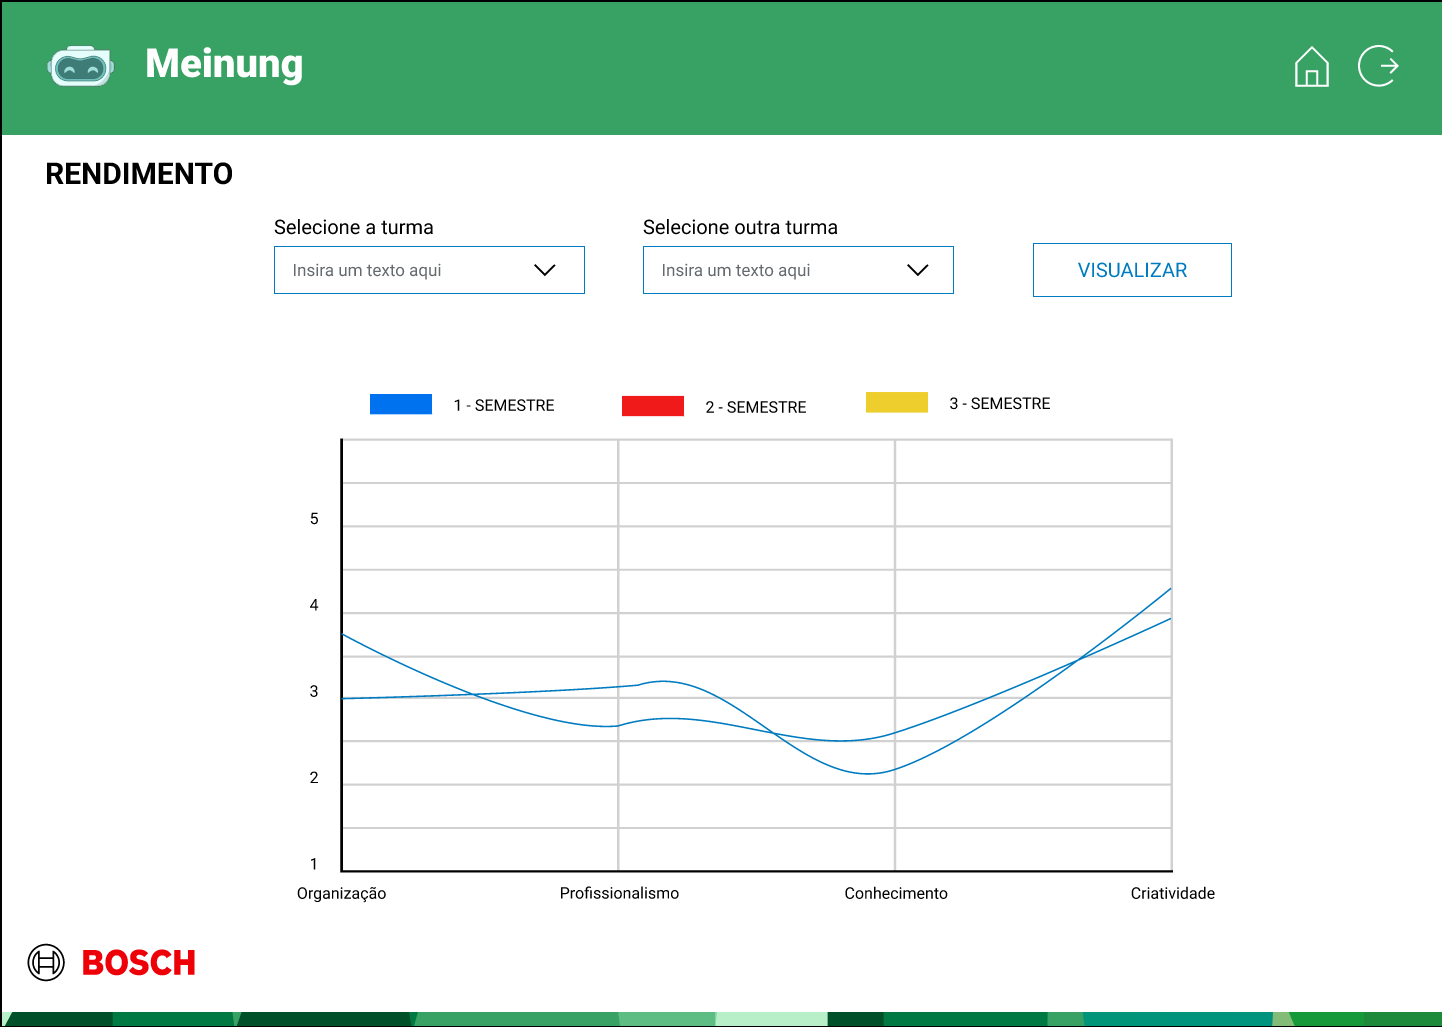 Meinung
RENDIMENTO
Selecione a turma
Selecione outra turma
Insira um texto aqui
Insira um texto aqui
VISUALIZAR
1 - SEMESTRE
2 - SEMESTRE
3 - SEMESTRE
5
4
3
2
1
Organização
Profissionalismo
Conhecimento
Criatividade
BOSCH